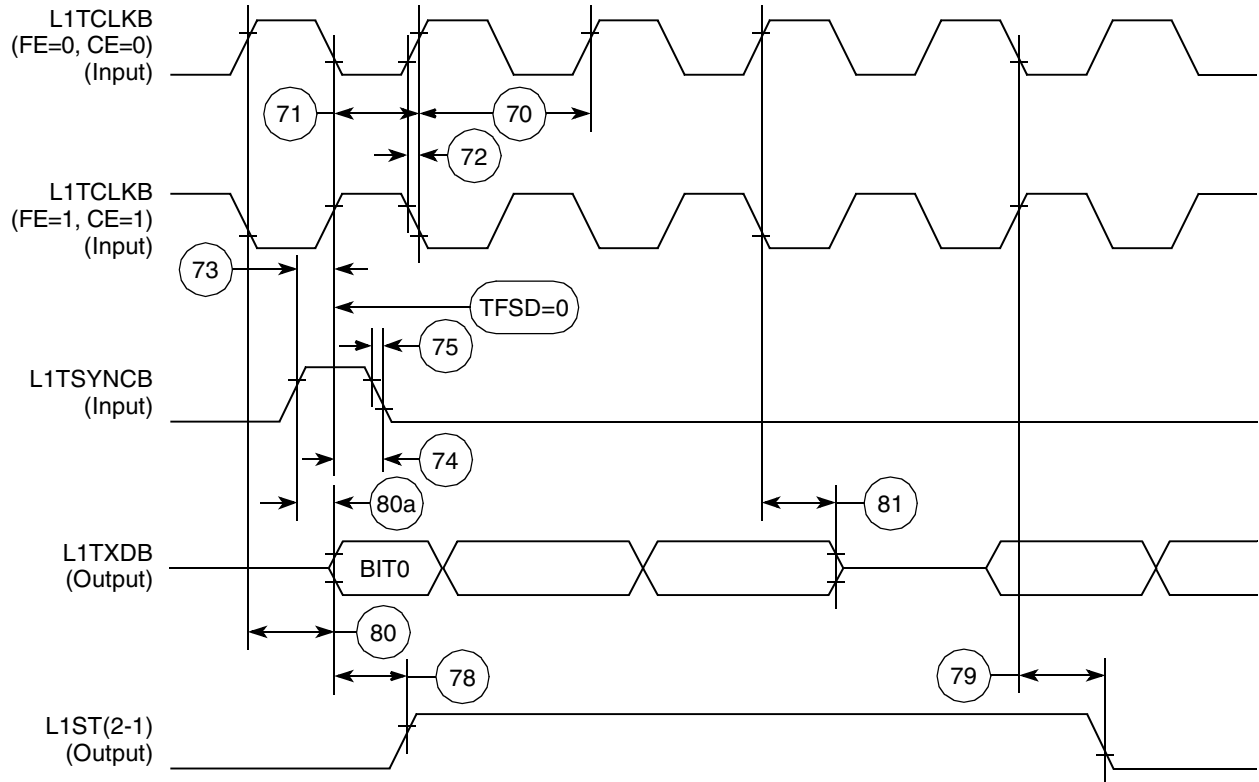 L1TCLKB
(FE=0, CE=0)
(Input)
71
70
72
L1TCLKB
(FE=1, CE=1)
(Input)
73
TFSD=0
75
L1TSYNCB
(Input)
74
80a
81
L1TXDB
(Output)
BIT0
80
78
79
L1ST(2-1)
(Output)